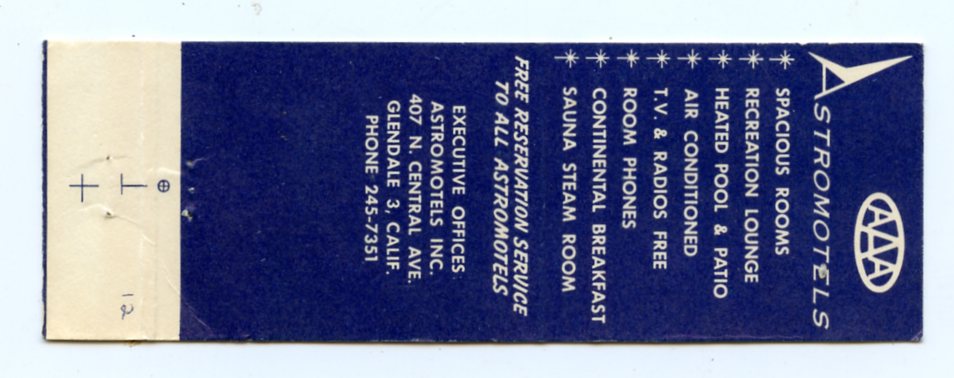 AAA
ASTROMOTELS
* SPACIOUS ROOMS
* RECREATION LOUNGE
* HEATED POOL & PATIO
* AIR CONDITIONED
* T.V. & RADIOS FREE
* ROOM PHONES
* CONTINENTAL BREAKFAST
* SAUNA STEAM ROOM
FREE RESERVATION SERVICE
TO ALL ASTROMOTELS
EXECUTIVE OFFICES
ASTROMOTELS INC.
407 N. CENTRAL AVE.
GLENDALE 3, CALIF.
PHONE 245-7351
12